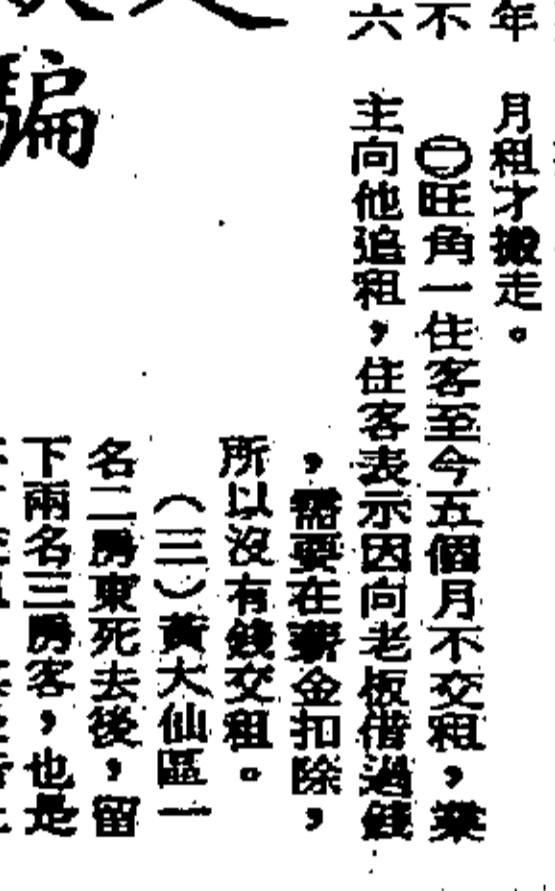 年
不
六
月租才搬走。
㊁旺角一住客至今五個月不交租，業
主向他追租，住客表示因向老板借過錢
，需要在薪金扣除，
所以沒有錢交租。
（三）黃大仙區一
名二房東死去後，留
下兩名三房客，也是
騙